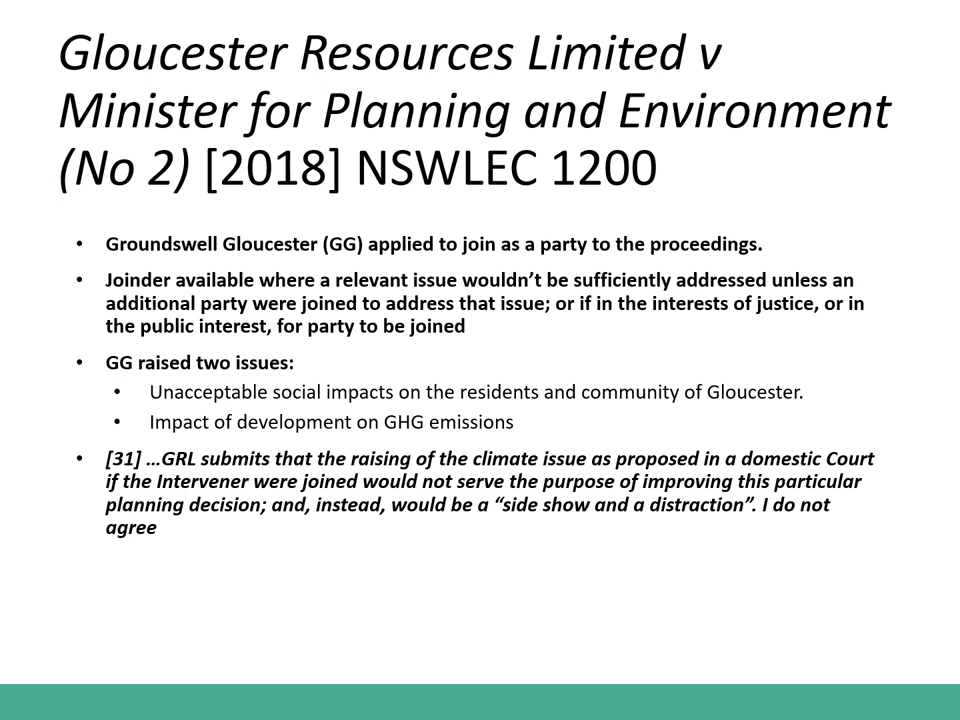 Gloucester Resources Limited v
Minister for Planning and Environment
(No 2) [2018] NSWLEC 1200
• Groundswell Gloucester (GG) applied to join as a party to the proceedings.
• Joinder available where a relevant issue wouldn’t be sufficiently addressed unless an
additional party were joined to address that issue; or if in the interests of justice, or in
the public interest, for party to be joined
• GG raised two issues:
• Unacceptable social impacts on the residents and community of Gloucester.
• Impact of development on GHG emissions
• [31] …GRL submits that the raising of the climate issue as proposed in a domestic Court
if the Intervener were joined would not serve the purpose of improving this particular
planning decision; and, instead, would be a “side show and a distraction”. I do not
agree